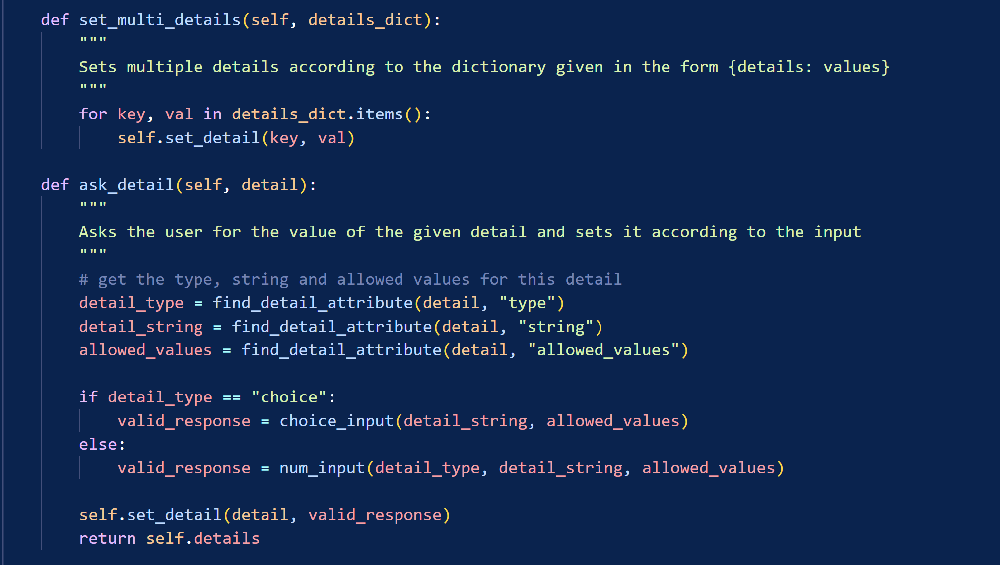 def set_multi_details(self, details_dict):
    """
    Sets multiple details according to the dictionary given in the form {details: values}
    """
    for key, val in details_dict.items():
        self.set_detail(key, val)

def ask_detail(self, detail):
    """
    Asks the user for the value of the given detail and sets it according to the input
    """
    # get the type, string and allowed values for this detail
    detail_type = find_detail_attribute(detail, "type")
    detail_string = find_detail_attribute(detail, "string")
    allowed_values = find_detail_attribute(detail, "allowed_values")

    if detail_type == "choice":
        valid_response = choice_input(detail_string, allowed_values)
    else:
        valid_response = num_input(detail_type, detail_string, allowed_values)

    self.set_detail(detail, valid_response)
    return self.details